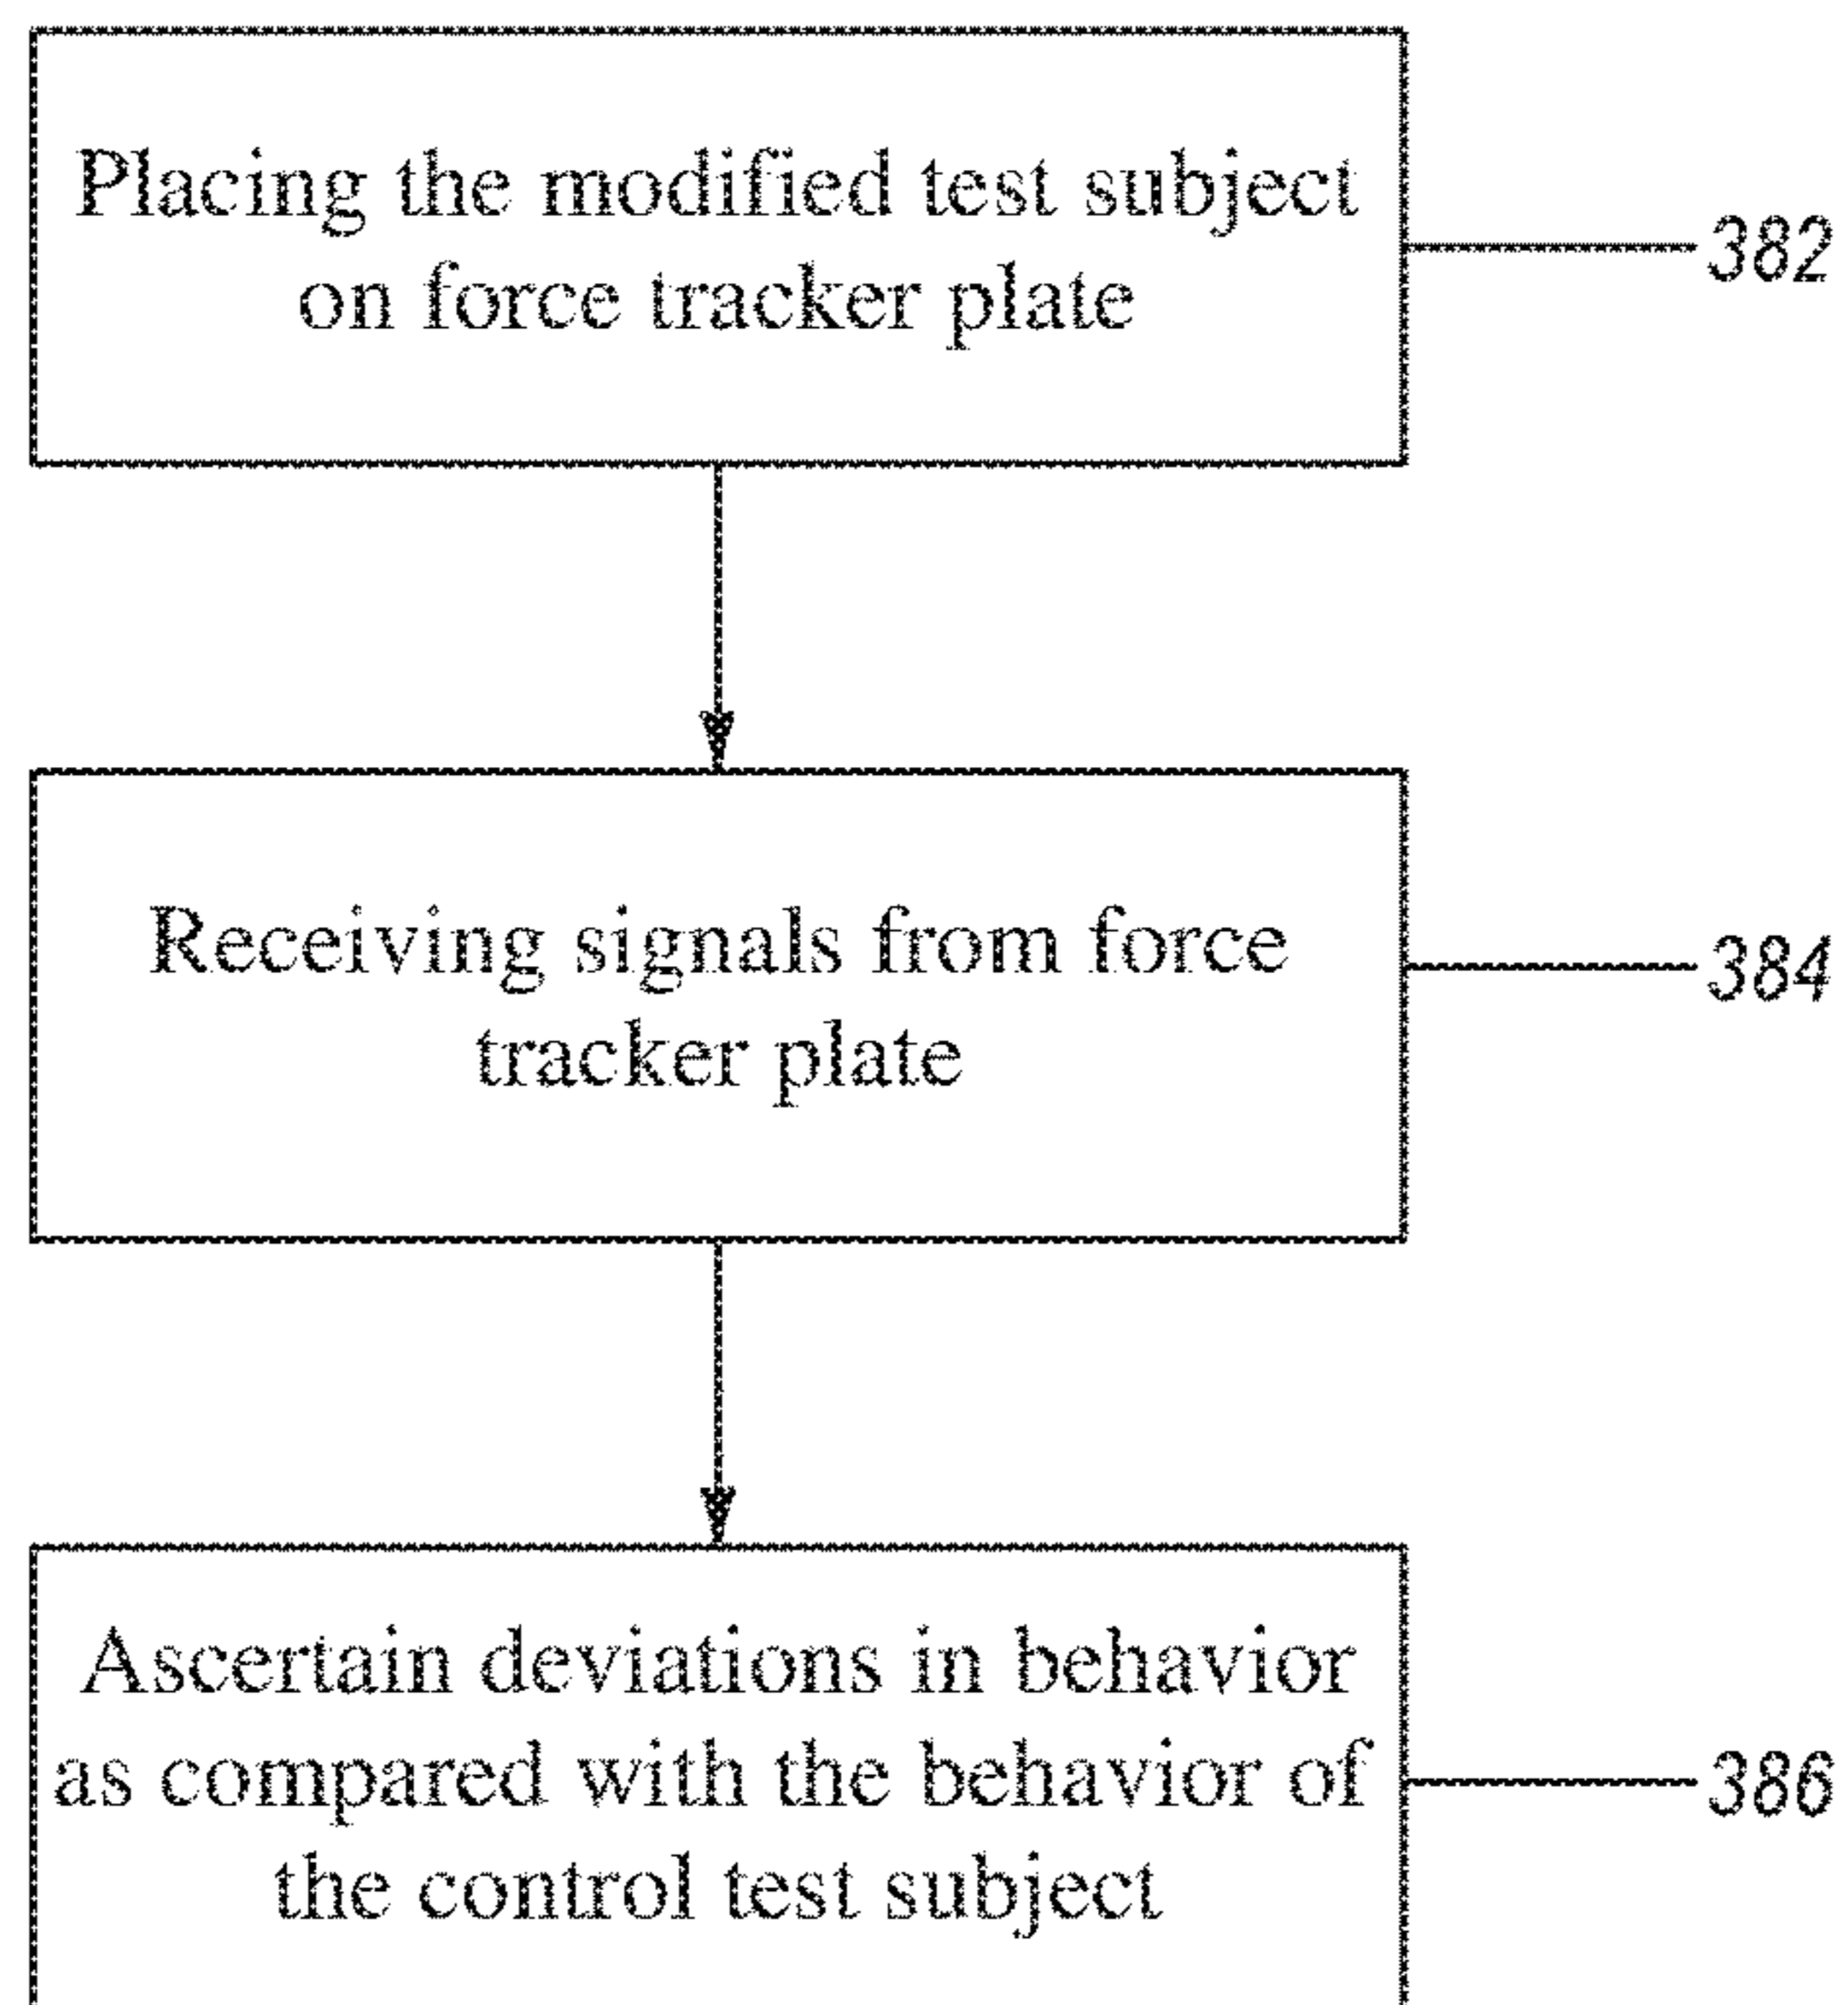 Placing the modified test subject
on force tracker plate
382
Receiving signals from force
tracker plate
384
Ascertain deviations in behavior
as compared with the behavior of
the control test subject
386